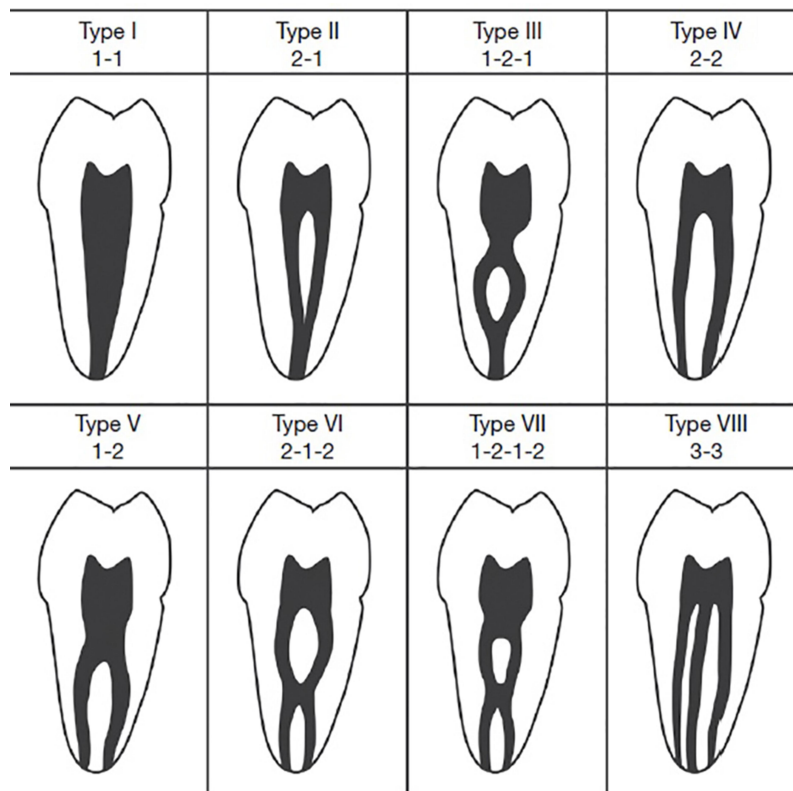 Type I
1-1
Type II
2-1
Type III
1-2-1
Type IV
2-2
Type V
1-2
Type VI
2-1-2
Type VII
1-2-1-2
Type VIII
3-3